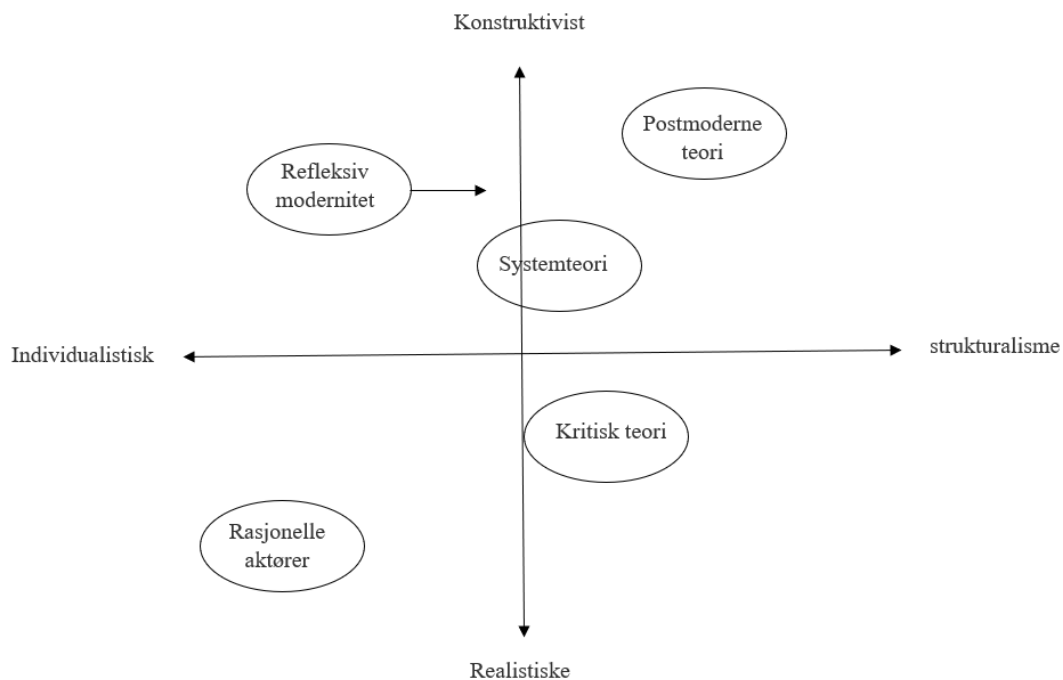 Konstruktivist
Postmoderne
teori
Refleksiv
modernitet
Systemteori
Individualistisk
strukturalisme
Kritisk teori
Rasjonelle
aktører
Realistiske